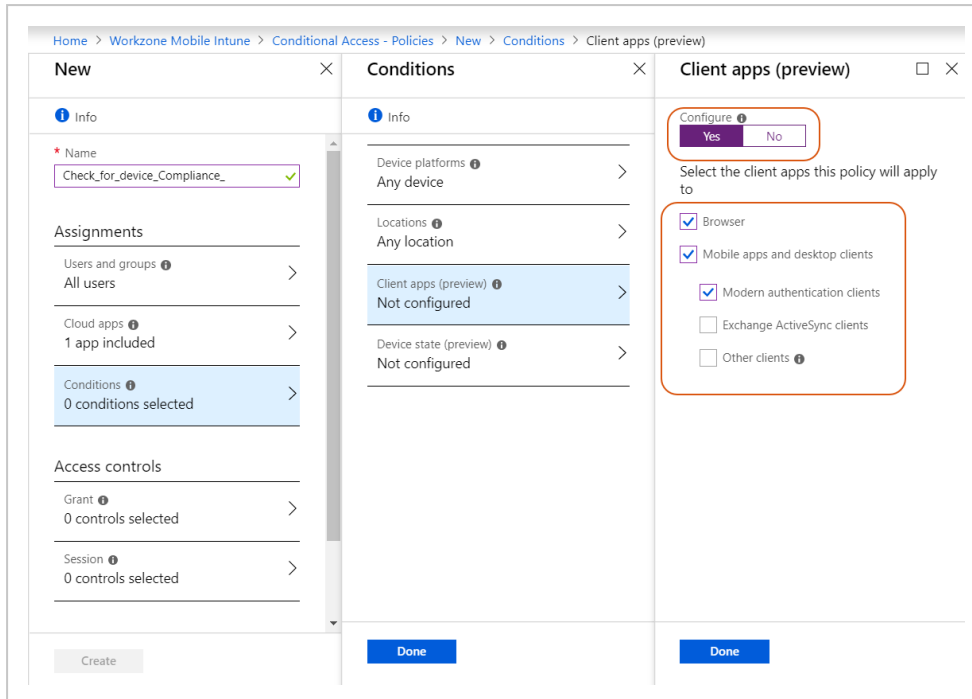 Home > Workzone Mobile Intune > Conditional Access - Policies > New > Conditions > Client apps (preview)
New
Info
* Name
Check_for_device_Compliance_
Assignments
Users and groups
All users
Cloud apps
1 app included
Conditions
0 conditions selected
Access controls
Grant
0 controls selected
Session
0 controls selected
Create
Conditions
Info
Device platforms
Any device
Locations
Any location
Client apps (preview)
Not configured
Device state (preview)
Not configured
Done
Client apps (preview)
Configure
Yes No
Select the client apps this policy will apply
to
Browser
Mobile apps and desktop clients
Modern authentication clients
Exchange ActiveSync clients
Other clients
Done